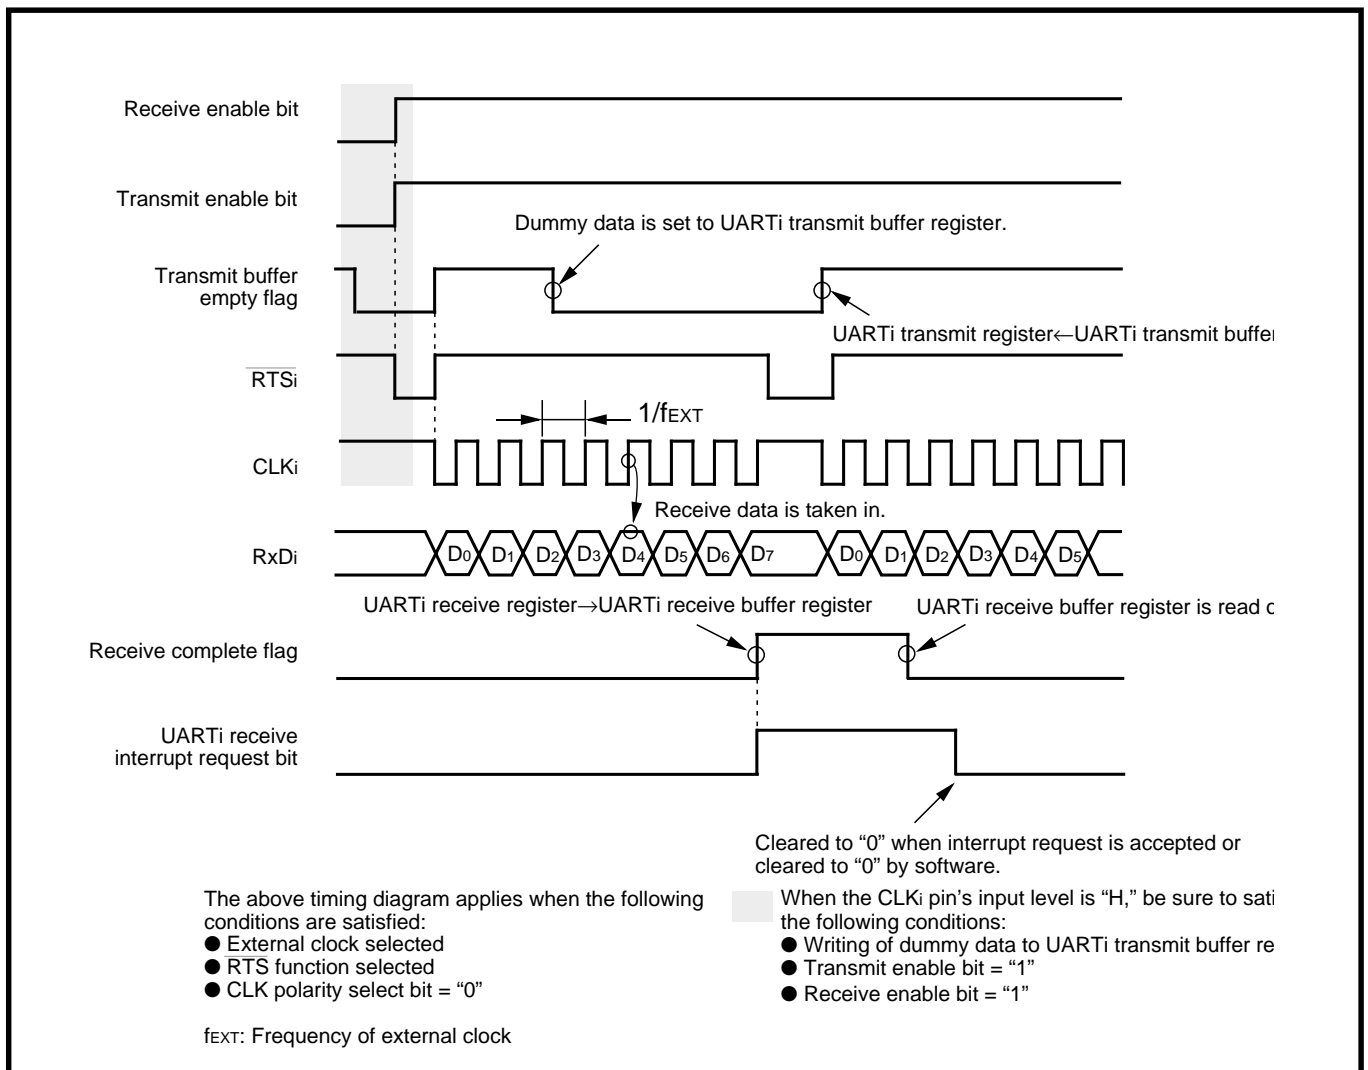 Receive enable bit
Transmit enable bit
Dummy data is set to UARTi transmit buffer register.
Transmit buffer
empty flag
UARTi transmit register←UARTi transmit buffer
RTSi
1/fEXT
CLKi
Receive data is taken in.
RxDi
D0 D1 D2 D3 D4 D5 D6 D7 D0 D1 D2 D3 D4 D5
UARTi receive register→UARTi receive buffer register
UARTi receive buffer register is read
Receive complete flag
UARTi receive
interrupt request bit
Cleared to “0” when interrupt request is accepted or
cleared to “0” by software.
The above timing diagram applies when the following
conditions are satisfied:
● External clock selected
● RTS function selected
● CLK polarity select bit = “0”
fEXT: Frequency of external clock
When the CLKi pin’s input level is “H,” be sure to
the following conditions:
● Writing of dummy data to UARTi transmit buffer
● Transmit enable bit = “1”
● Receive enable bit = “1”